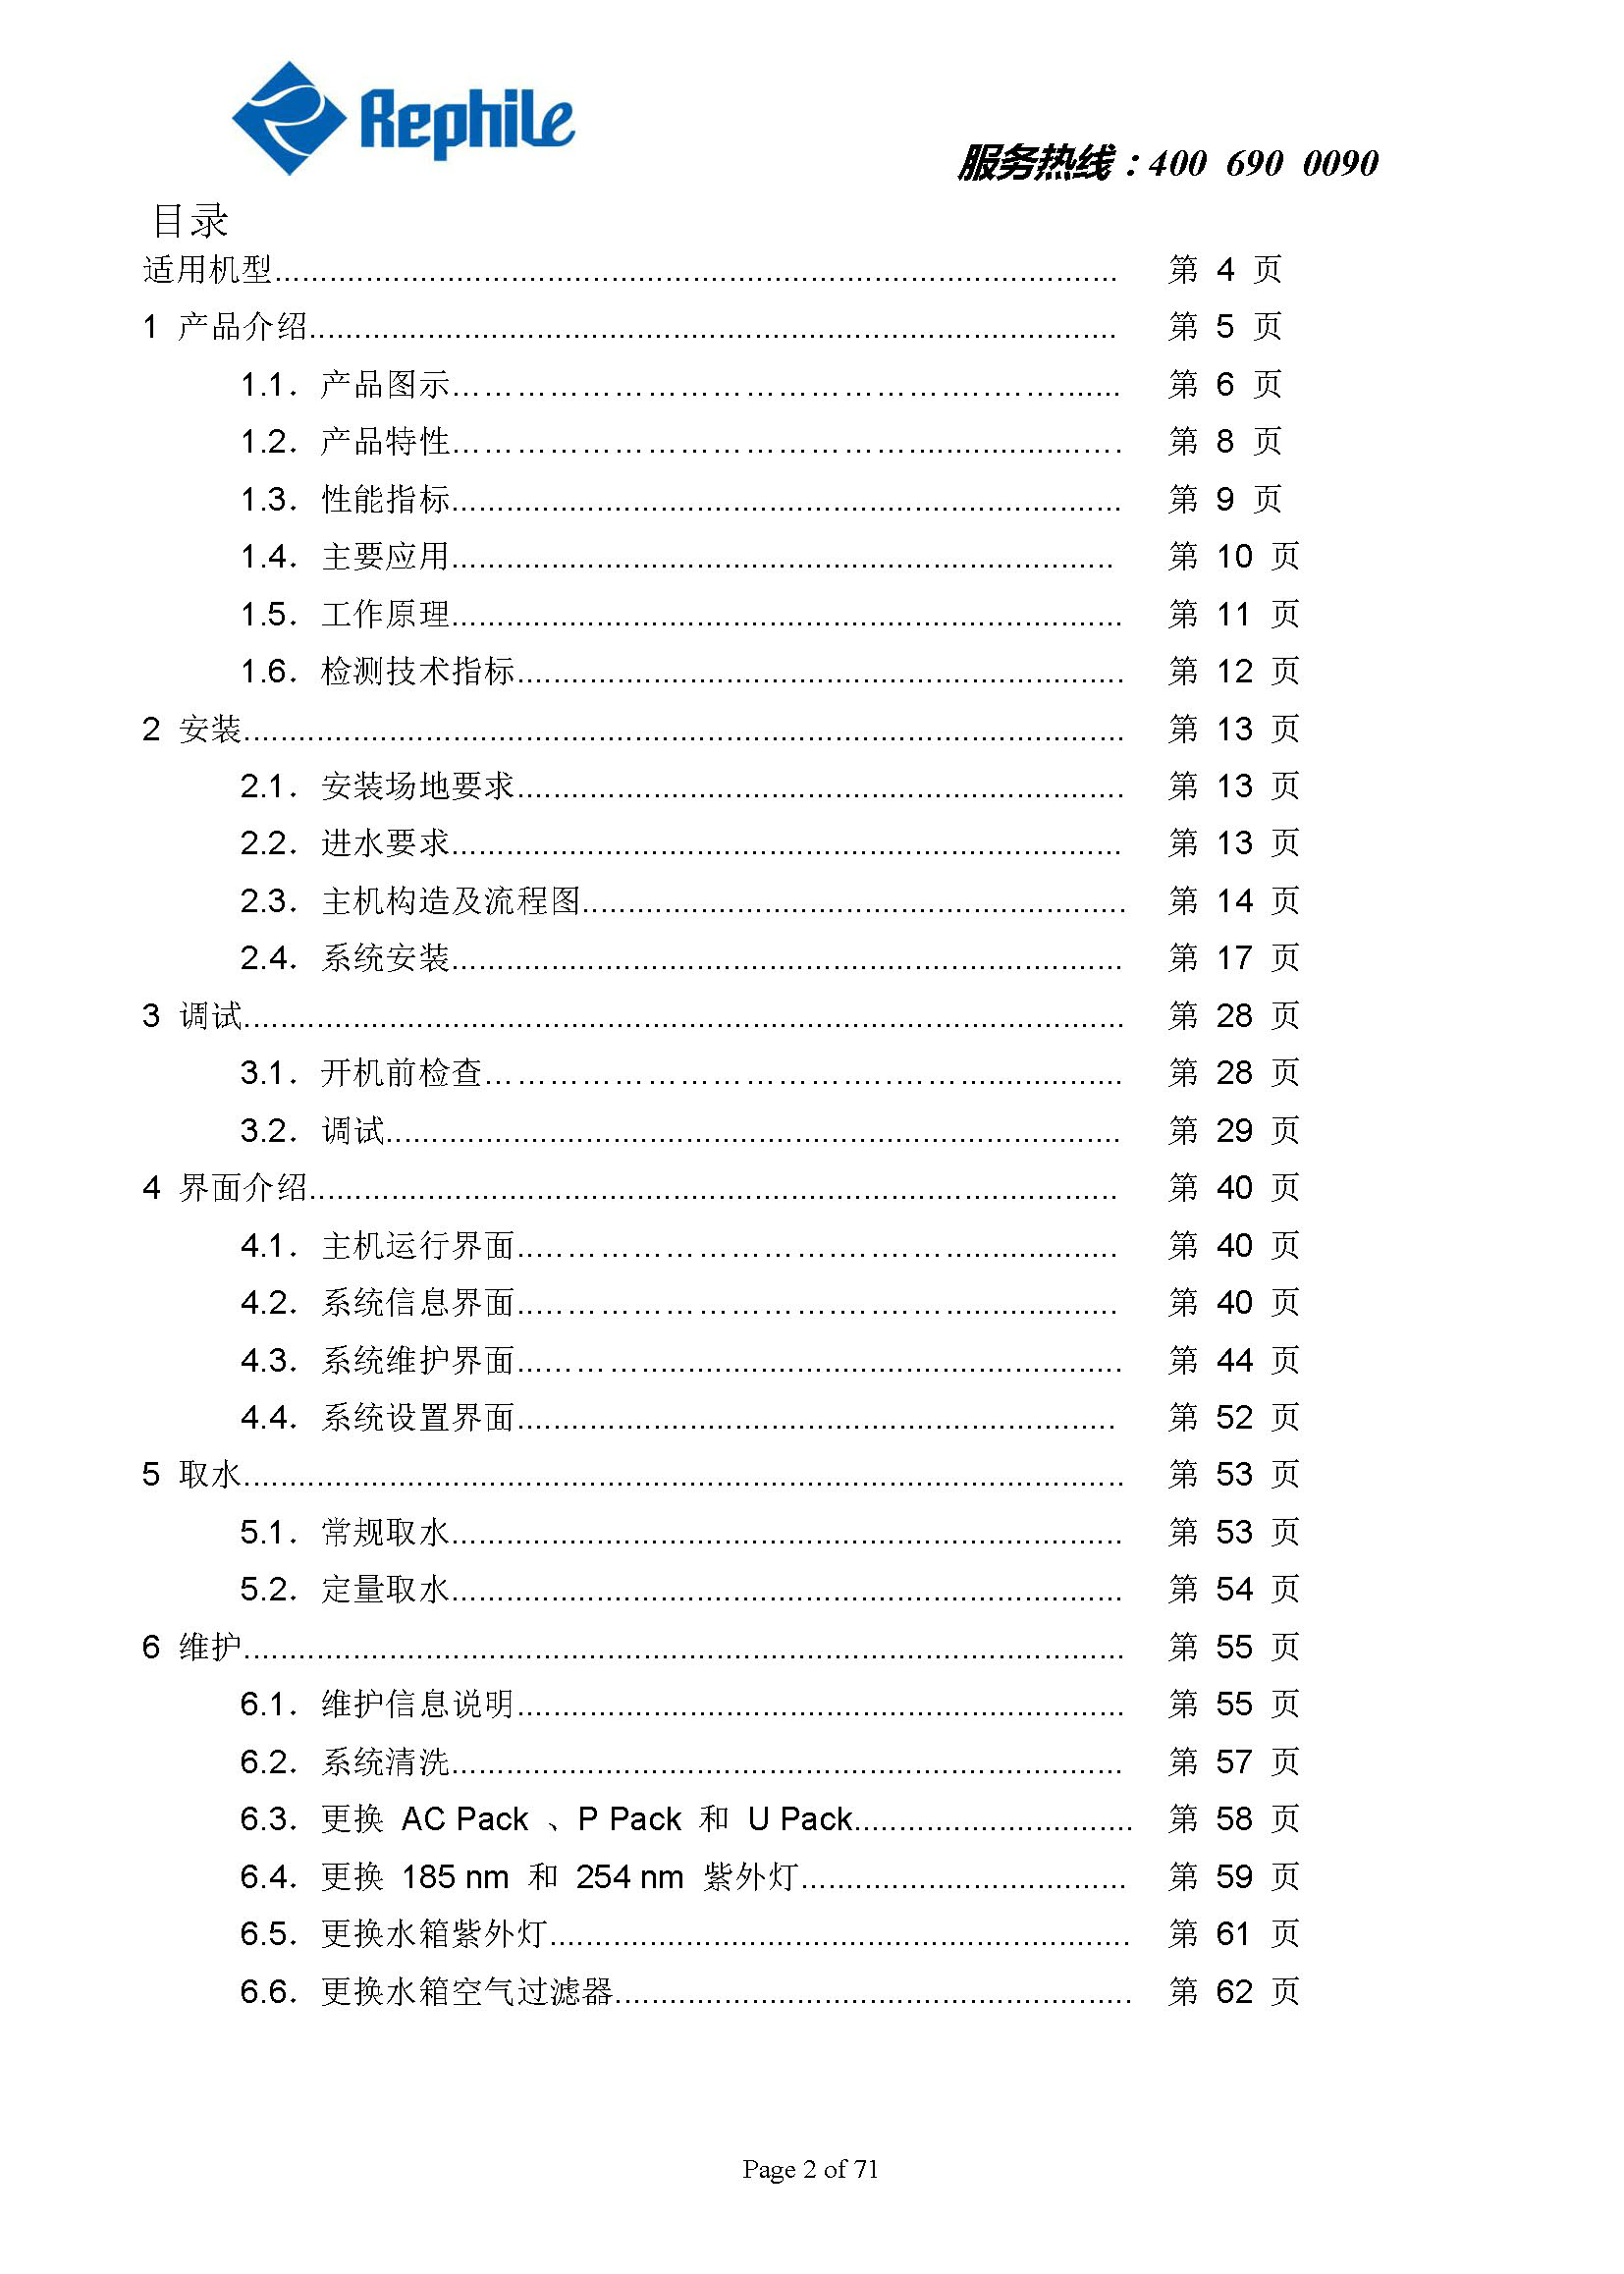 Rephile
服务热线：400 690 0090
目录
适用机型........................................ 第 4 页
1 产品介绍........................................ 第 5 页
1.1. 产品图示........................................ 第 6 页
1.2. 产品特性........................................ 第 8 页
1.3. 性能指标........................................ 第 9 页
1.4. 主要应用........................................ 第 10 页
1.5. 工作原理........................................ 第 11 页
1.6. 检测技术指标........................................ 第 12 页
2 安装........................................ 第 13 页
2.1. 安装场地要求........................................ 第 13 页
2.2. 进水要求........................................ 第 13 页
2.3. 主机构造及流程图........................................ 第 14 页
2.4. 系统安装........................................ 第 17 页
3 调试........................................ 第 28 页
3.1. 开机前检查........................................ 第 28 页
3.2. 调试........................................ 第 29 页
4 界面介绍........................................ 第 40 页
4.1. 主机运行界面........................................ 第 40 页
4.2. 系统信息界面........................................ 第 40 页
4.3. 系统维护界面........................................ 第 44 页
4.4. 系统设置界面........................................ 第 52 页
5 取水........................................ 第 53 页
5.1. 常规取水........................................ 第 53 页
5.2. 定量取水........................................ 第 54 页
6 维护........................................ 第 55 页
6.1. 维护信息说明........................................ 第 55 页
6.2. 系统清洗........................................ 第 57 页
6.3. 更换 AC Pack 、P Pack 和 U Pack........................................ 第 58 页
6.4. 更换 185 nm 和 254 nm 紫外灯........................................ 第 59 页
6.5. 更换水箱紫外灯........................................ 第 61 页
6.6. 更换水箱空气过滤器........................................ 第 62 页
Page 2 of 71